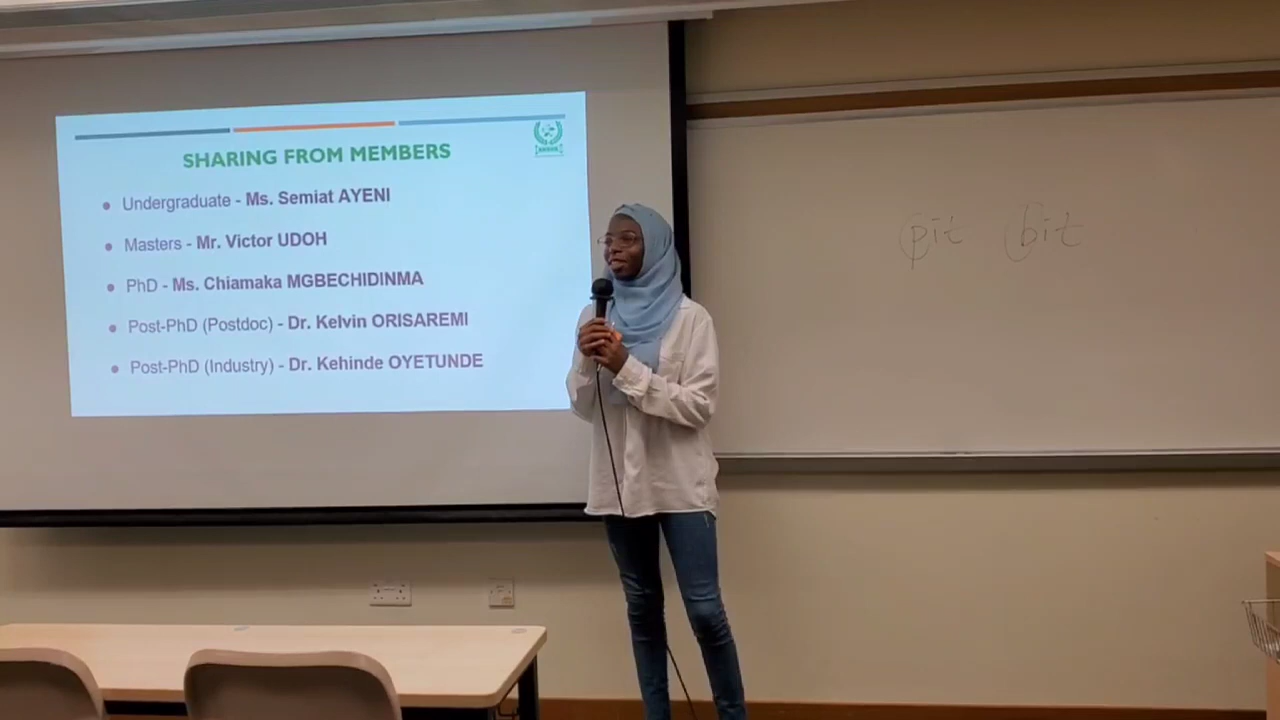 SHARING FROM MEMBERS
● Undergraduate - Ms. Semiat AYENI
● Masters - Mr. Victor UDOH
● PhD - Ms. Chiamaka MGBECHIDINMA
● Post-PhD (Postdoc) - Dr. Kelvin ORISAREMI
● Post-PhD (Industry) - Dr. Kehinde OYETUNDE
pit bit